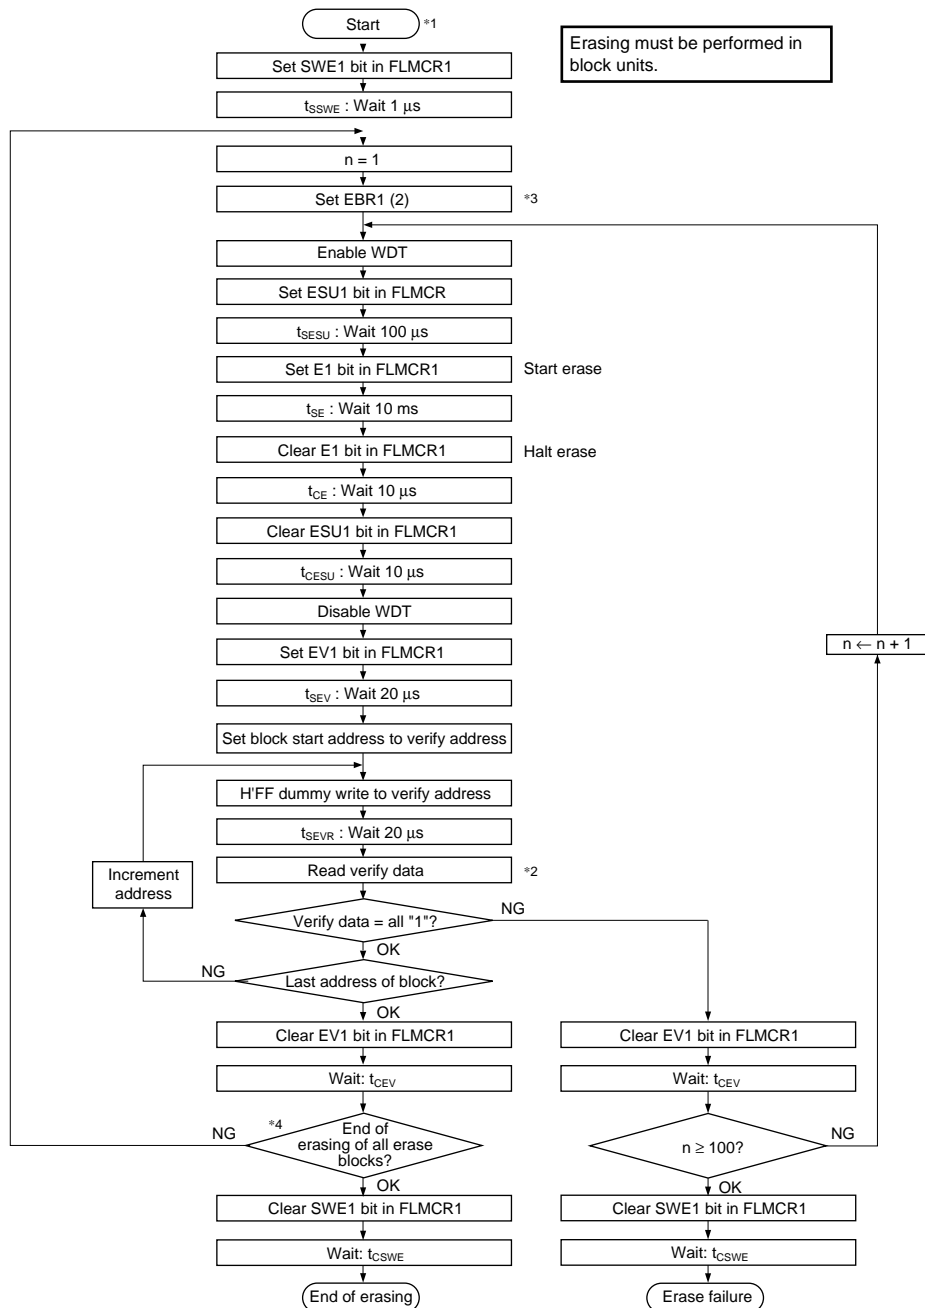 Start
*1
Erasing must be performed in
block units.
Set SWE1 bit in FLMCR1
tSSWE : Wait 1 μs
n = 1
Set EBR1 (2)
*3
Enable WDT
Set ESU1 bit in FLMCR
tSESU : Wait 100 μs
Set E1 bit in FLMCR1
Start erase
tSE : Wait 10 ms
Clear E1 bit in FLMCR1
Halt erase
tCE : Wait 10 μs
Clear ESU1 bit in FLMCR1
tCESU : Wait 10 μs
Disable WDT
Set EV1 bit in FLMCR1
n ← n + 1
tSEV : Wait 20 μs
Set block start address to verify address
H'FF dummy write to verify address
tSEVR : Wait 20 μs
Increment
address
Read verify data
*2
Verify data = all "1"?
NG
OK
NG
Last address of block?
OK
Clear EV1 bit in FLMCR1
Clear EV1 bit in FLMCR1
Wait: tCEV
Wait: tCEV
NG
*4
End of
erasing of all erase
blocks?
n ≥ 100?
NG
OK
OK
Clear SWE1 bit in FLMCR1
Clear SWE1 bit in FLMCR1
Wait: tCSWE
Wait: tCSWE
End of erasing
Erase failure